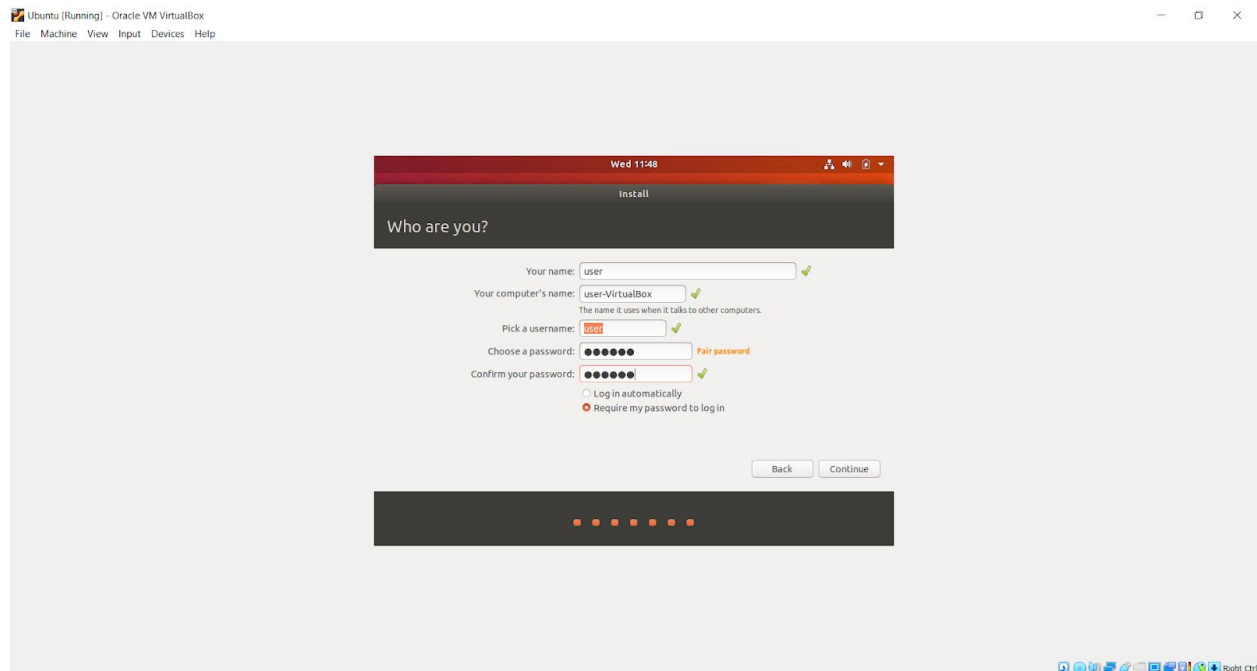 Ubuntu [Running] - Oracle VM VirtualBox
File Machine View Input Devices Help
Wed 11:48
Install
Who are you?
Your name: user
Your computer's name: user-VirtualBox
The name it uses when it talks to other computers.
Pick a username: user
Choose a password: ●●●●●● Fair password
Confirm your password: ●●●●●●
Log in automatically
Require my password to log in
Back Continue
Right Ctrl